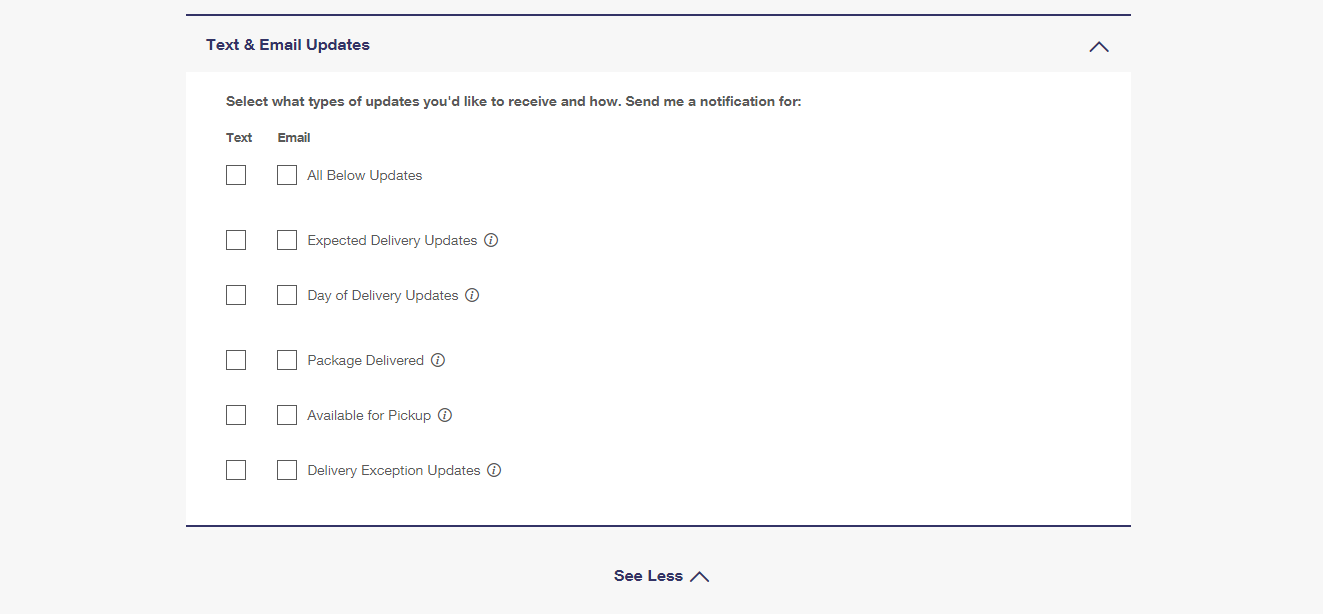 Text & Email Updates
Select what types of updates you'd like to receive and how. Send me a notification for:
Text Email
All Below Updates
Expected Delivery Updates
Day of Delivery Updates
Package Delivered
Available for Pickup
Delivery Exception Updates
See Less